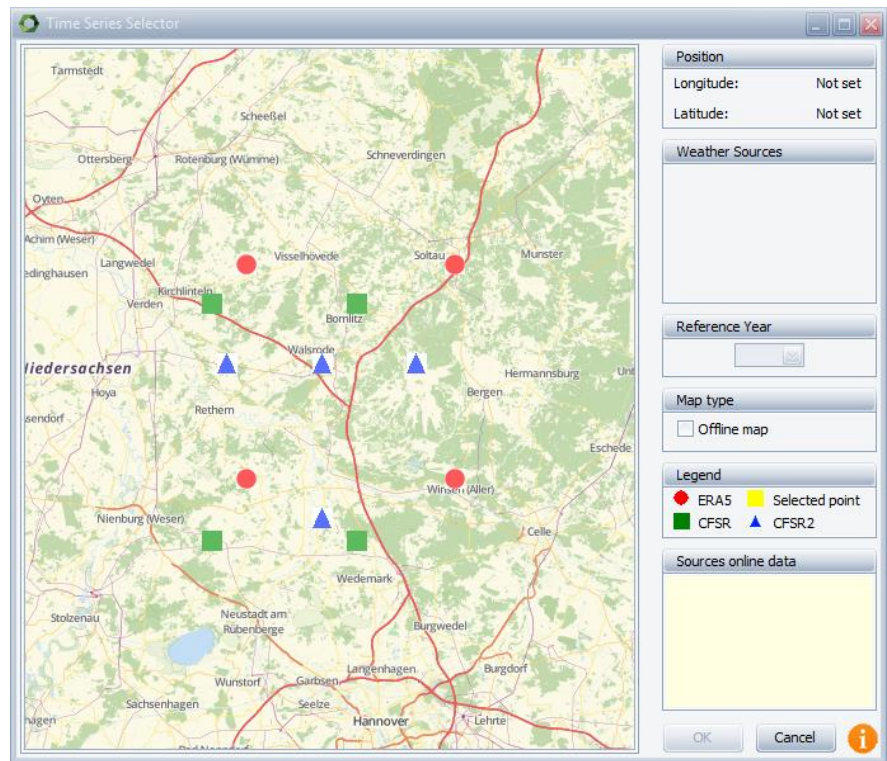 Time Series Selector
Tarmstedt
Scheeßel
Ottersberg
Rotenburg (Wümme)
Schneverdingen
Oyten
Achim (Weser)
Langwedel
Visselhövede
Soltau
Munster
edinghausen
Kirchlinteln
Verden
Bomlitz
Walsrode
Niedersachsen
Hoya
Hermannsburg
Unt
Bergen
Rethem
sendorf
Eschede
Winsen (Aller)
Nienburg (Weser)
Celle
Wedemark
Stolzenau
Neustadt am
Rübenberge
Burgwedel
Langenhagen
Burgdorf
Wunstorf
Garbsen
Sachsenhagen
Seelze
hagen
Hannover
Lehrte
Position
Longitude: Not set
Latitude: Not set
Weather Sources
Reference Year
Map type
Offline map
Legend
ERA5 Selected point
CFSR CFSR2
Sources online data
OK Cancel i